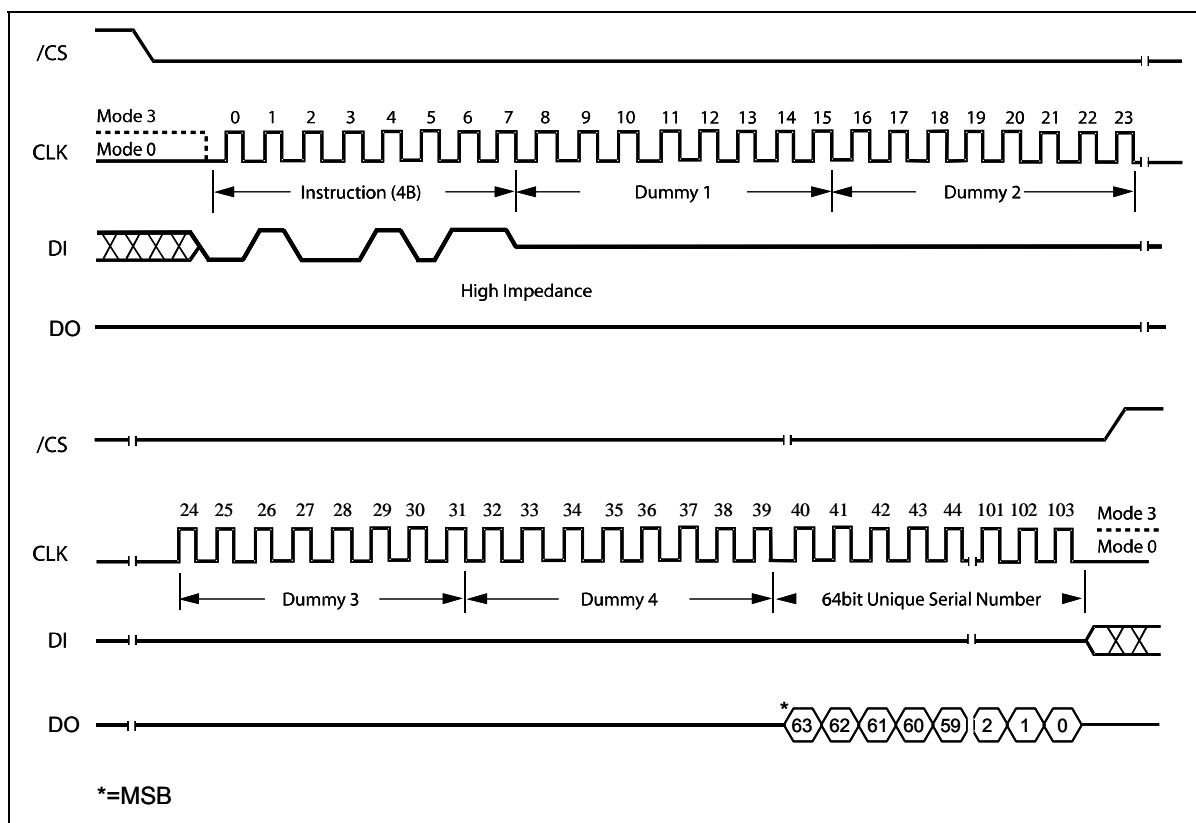 /CS
Mode 3
0 1 2 3 4 5 6 7 8 9 10 11 12 13 14 15 16 17 18 19 20 21 22 23
CLK
Mode 0
Instruction (4B) Dummy 1 Dummy 2
DI
High Impedance
DO
/CS
24 25 26 27 28 29 30 31 32 33 34 35 36 37 38 39 40 41 42 43 44 101 102 103
Mode 3
CLK
Mode 0
Dummy 3 Dummy 4 64bit Unique Serial Number
DI
*
DO
63 62 61 60 59 2 1 0
*=MSB